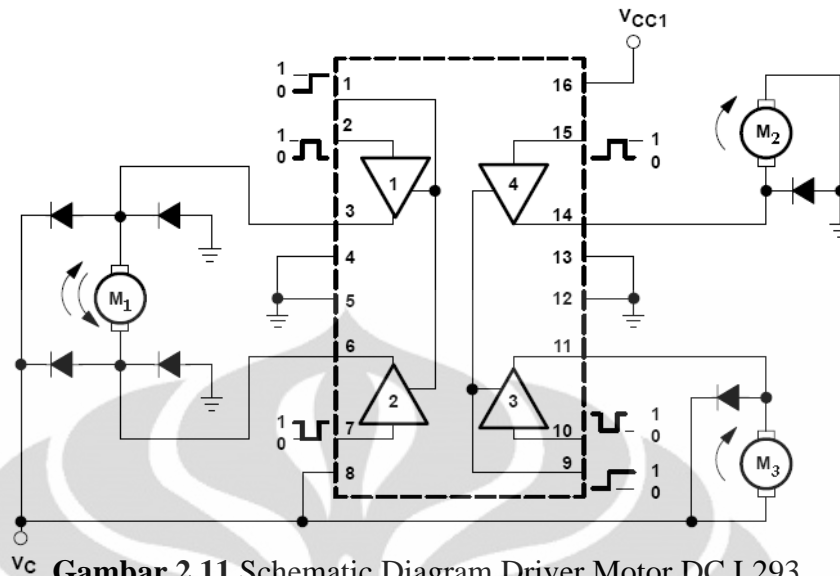 VCC1
1 0 1 16
1 0 2 15 1 0
M2
1 4
3 14
4 13
M1
5 12
6 11
2 3
1 0 7 10 1 0
9
8 1 0
M3
VC
Gambar 2.11 Schematic Diagram Driver Motor DC L293